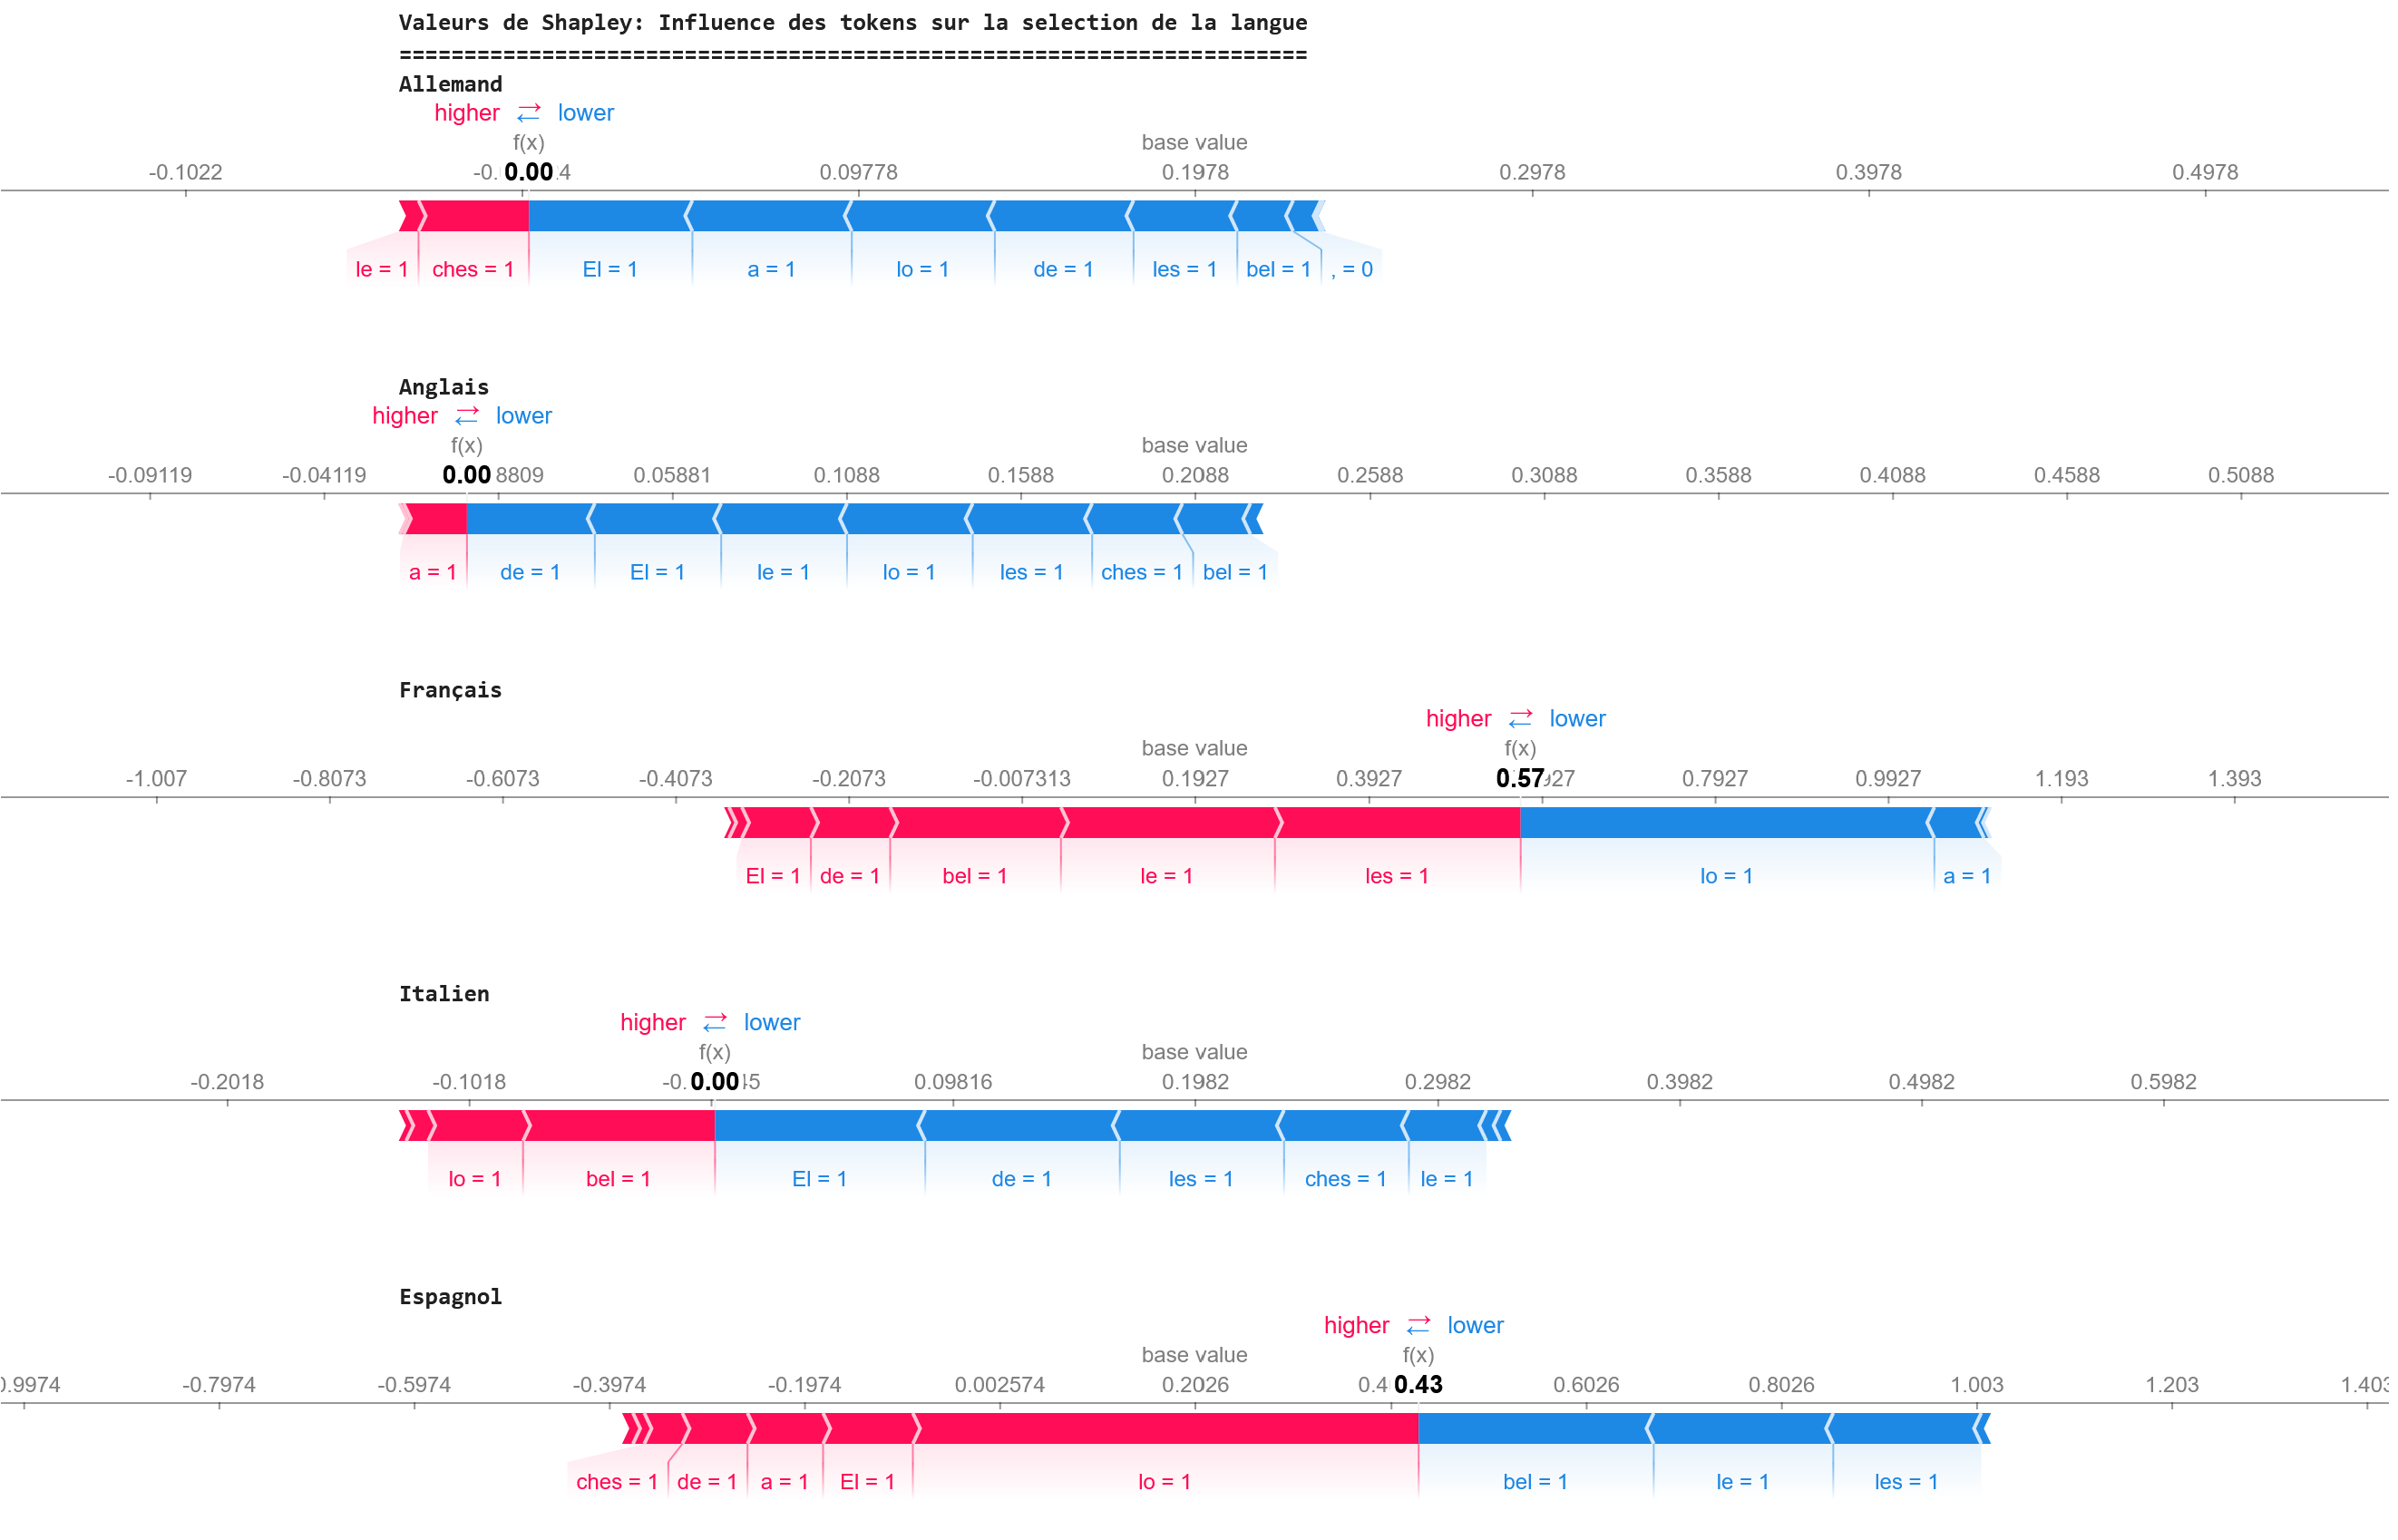 Valeurs de Shapley: Influence des tokens sur la selection de la langue
======================================================================
Allemand
higher ⇄ lower
f(x) base value
-0.1022 0.00 0.09778 0.1978 0.2978 0.3978 0.4978
le = 1 ches = 1 El = 1 a = 1 lo = 1 de = 1 les = 1 bel = 1 , = 0
Anglais
higher ⇄ lower
f(x) base value
-0.09119 -0.04119 0.00 8809 0.05881 0.1088 0.1588 0.2088 0.2588 0.3088 0.3588 0.4088 0.4588 0.5088
a = 1 de = 1 El = 1 le = 1 lo = 1 les = 1 ches = 1 bel = 1
Français
higher ⇄ lower
base value f(x)
-1.007 -0.8073 -0.6073 -0.4073 -0.2073 -0.007313 0.1927 0.3927 0.57 0.7927 0.9927 1.193 1.393
El = 1 de = 1 bel = 1 le = 1 les = 1 lo = 1 a = 1
Italien
higher ⇄ lower
f(x) base value
-0.2018 -0.1018 0.00 0.09816 0.1982 0.2982 0.3982 0.4982 0.5982
lo = 1 bel = 1 El = 1 de = 1 les = 1 ches = 1 le = 1
Espagnol
higher ⇄ lower
base value f(x)
.9974 -0.7974 -0.5974 -0.3974 -0.1974 0.002574 0.2026 0.4 0.43 0.6026 0.8026 1.003 1.203 1.403
ches = 1 de = 1 a = 1 El = 1 lo = 1 bel = 1 le = 1 les = 1